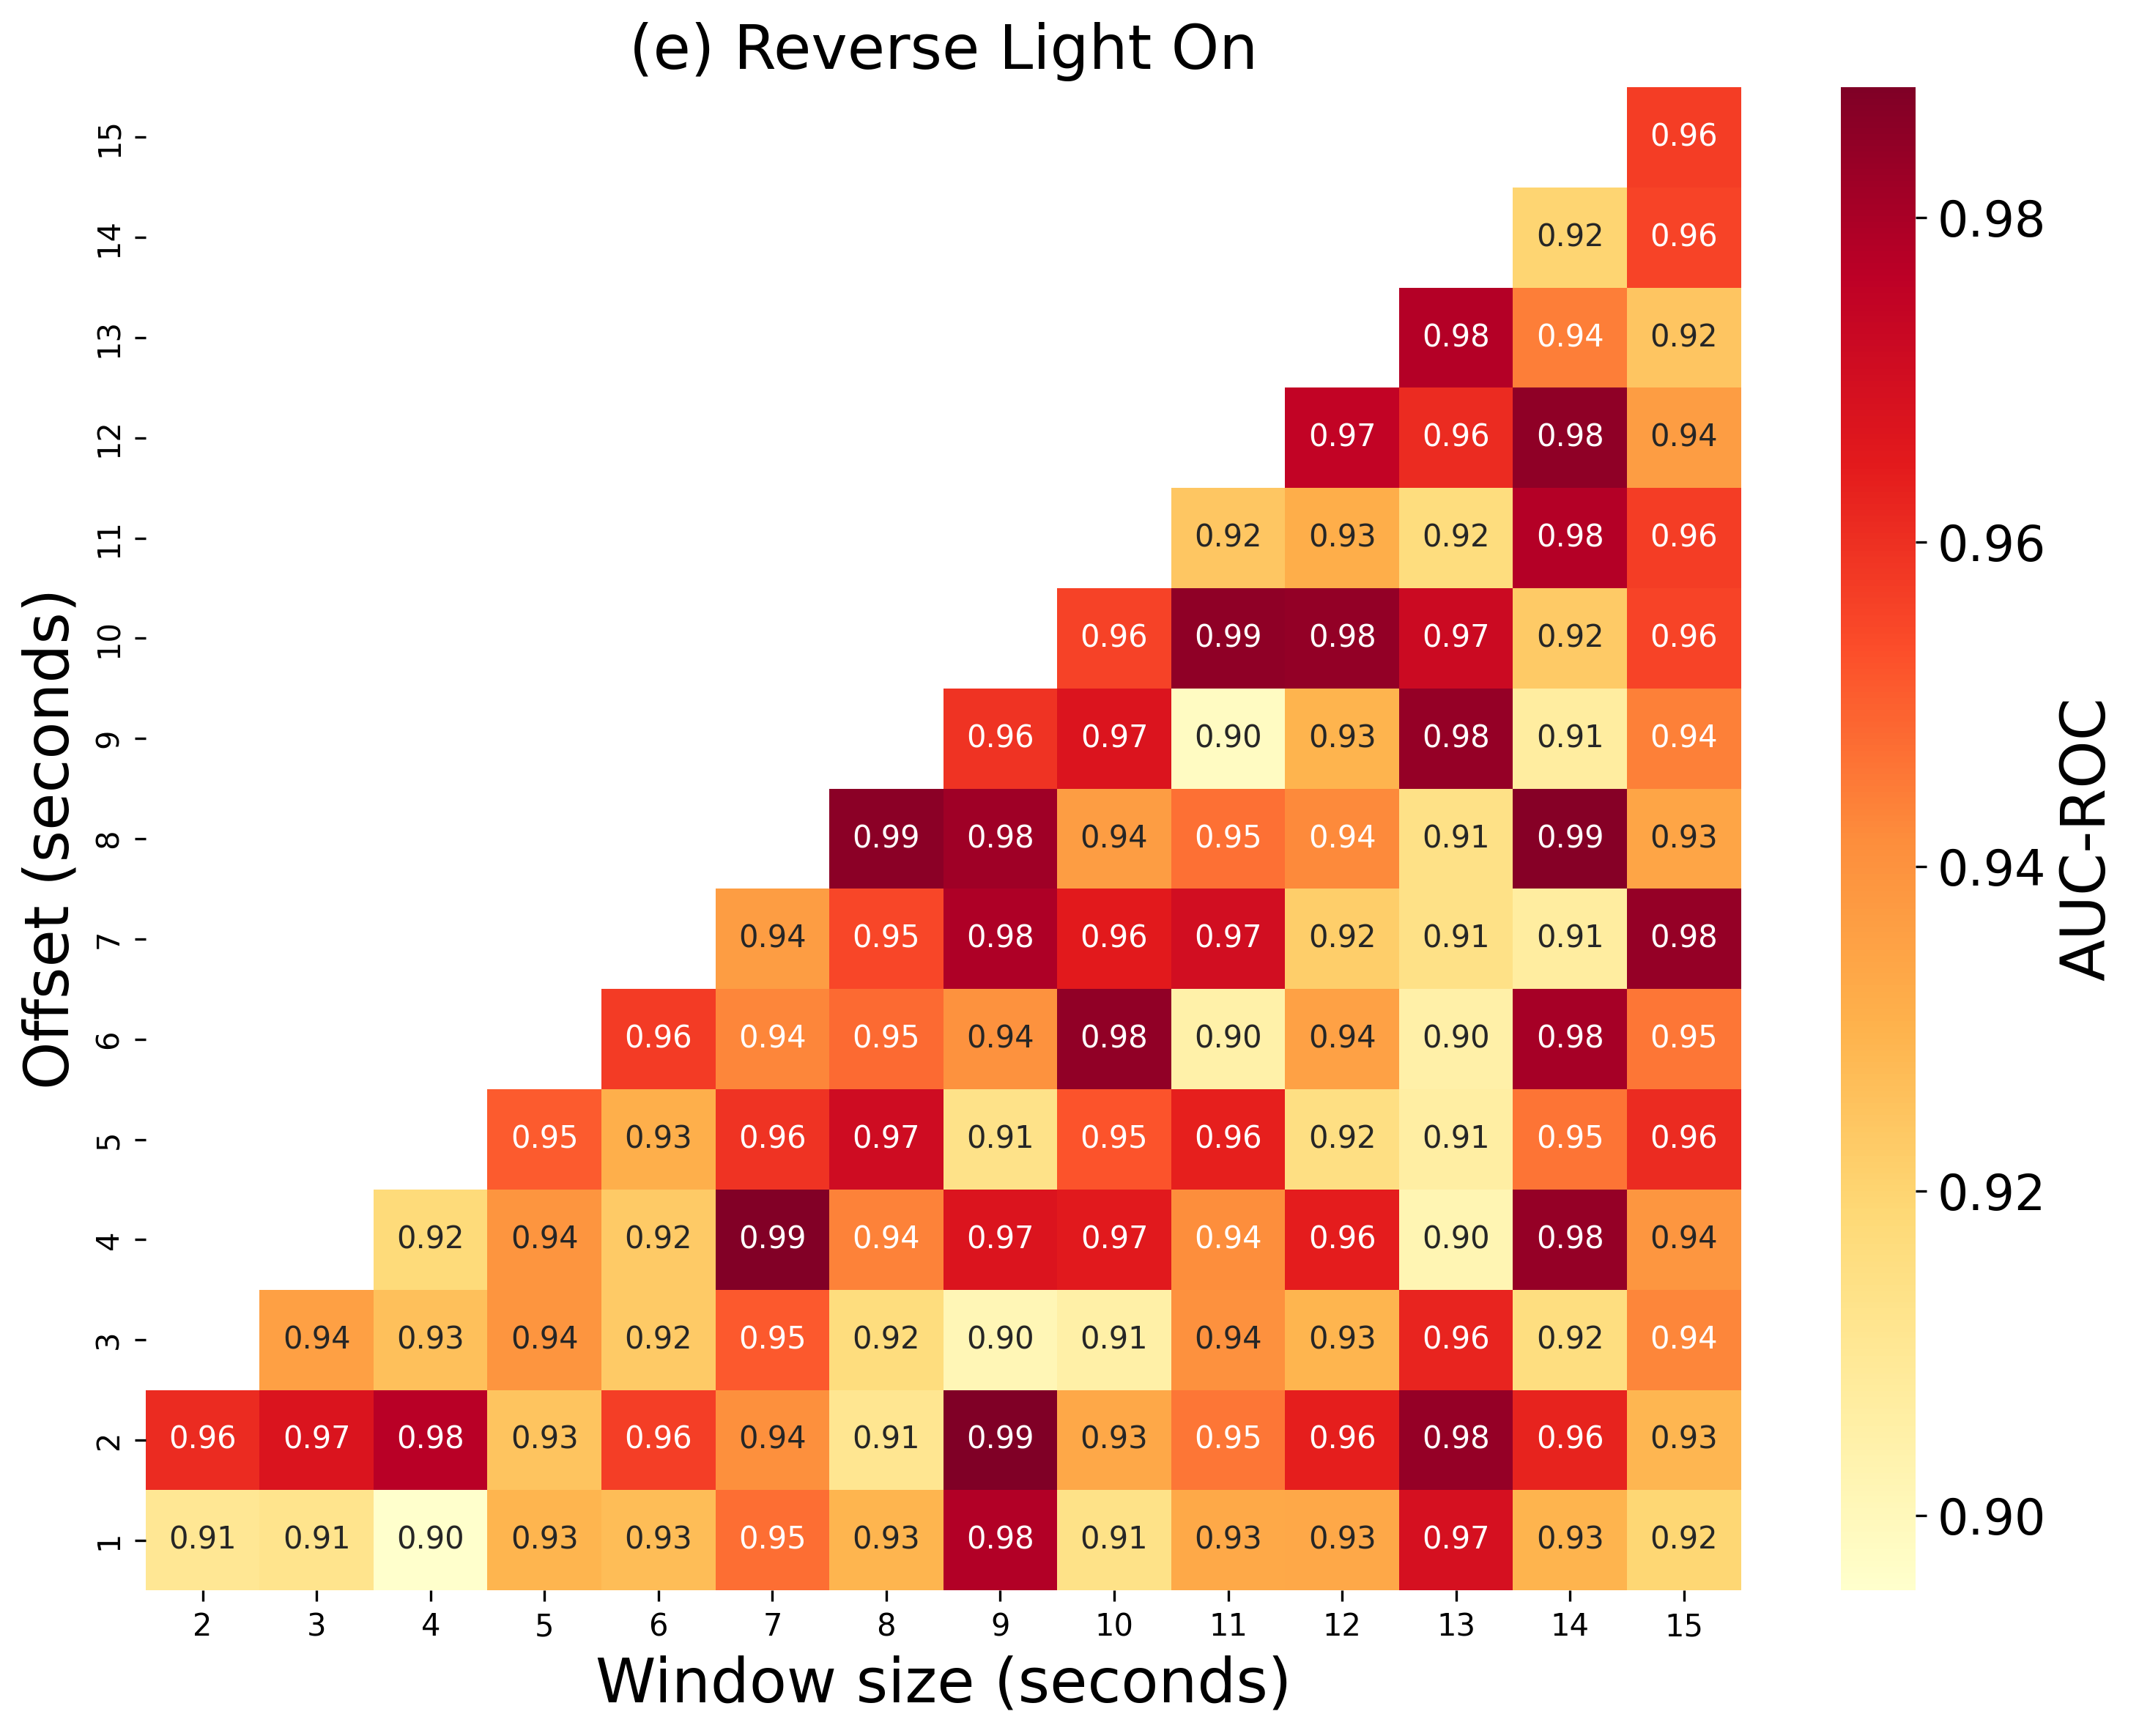 (e) Reverse Light On
15 0.96
14 0.92 0.96
13 0.98 0.94 0.92
12 0.97 0.96 0.98 0.94
11 0.92 0.93 0.92 0.98 0.96
10 0.96 0.99 0.98 0.97 0.92 0.96
9 0.96 0.97 0.90 0.93 0.98 0.91 0.94
8 0.99 0.98 0.94 0.95 0.94 0.91 0.99 0.93
7 0.94 0.95 0.98 0.96 0.97 0.92 0.91 0.91 0.98
6 0.96 0.94 0.95 0.94 0.98 0.90 0.94 0.90 0.98 0.95
5 0.95 0.93 0.96 0.97 0.91 0.95 0.96 0.92 0.91 0.95 0.96
4 0.92 0.94 0.92 0.99 0.94 0.97 0.97 0.94 0.96 0.90 0.98 0.94
3 0.94 0.93 0.94 0.92 0.95 0.92 0.90 0.91 0.94 0.93 0.96 0.92 0.94
2 0.96 0.97 0.98 0.93 0.96 0.94 0.91 0.99 0.93 0.95 0.96 0.98 0.96 0.93
1 0.91 0.91 0.90 0.93 0.93 0.95 0.93 0.98 0.91 0.93 0.93 0.97 0.93 0.92
2 3 4 5 6 7 8 9 10 11 12 13 14 15
Window size (seconds)
Offset (seconds)
0.98
0.96
0.94
0.92
0.90
AUC-ROC